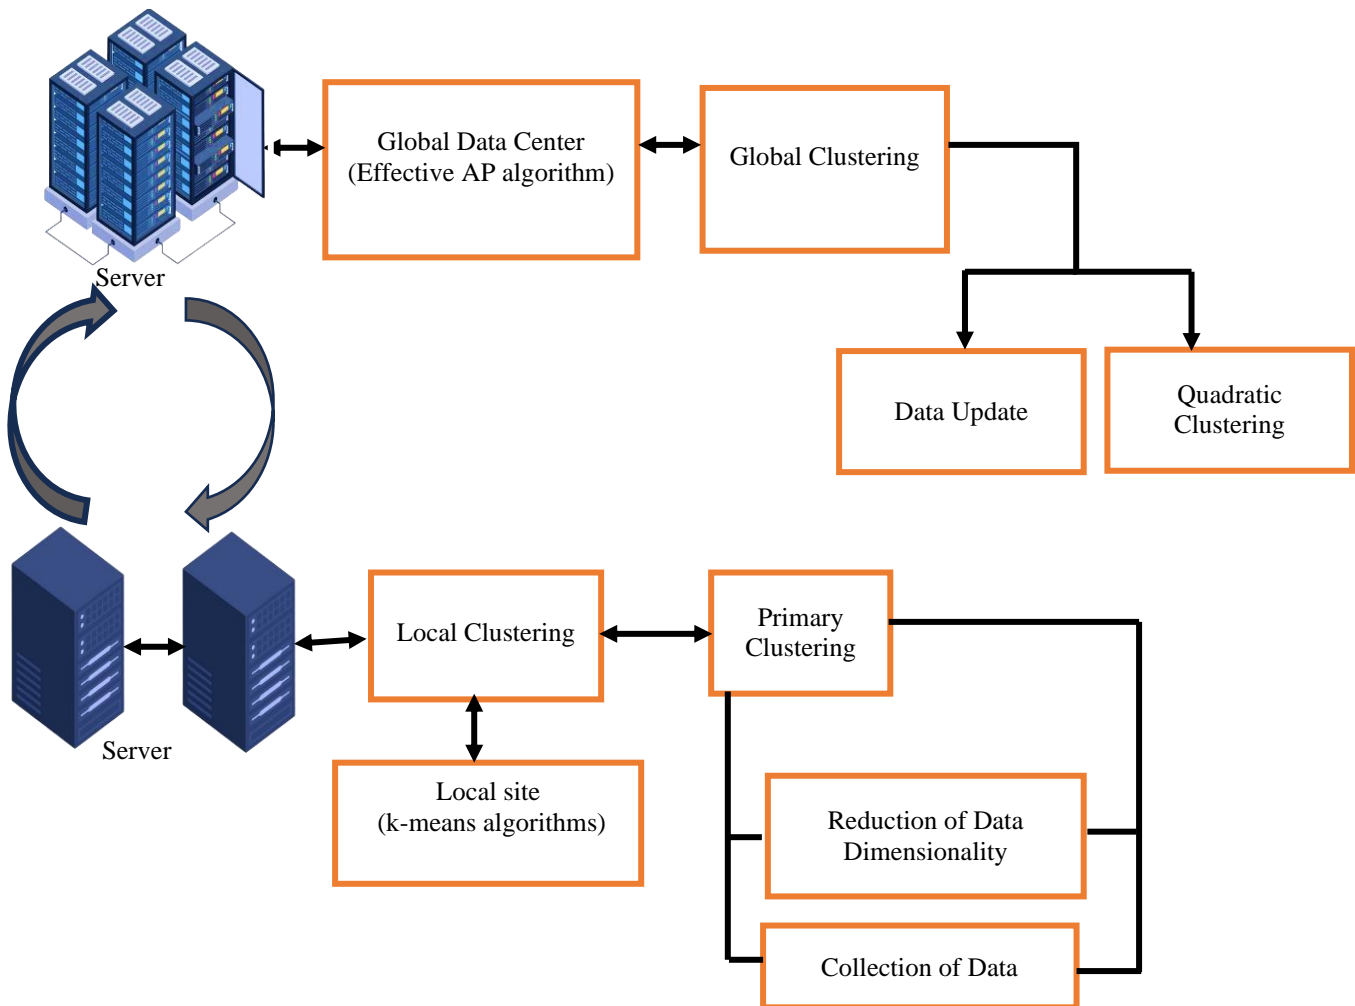 Global Data Center
(Effective AP algorithm)
Global Clustering
Server
Data Update
Quadratic
Clustering
Local Clustering
Primary
Clustering
Server
Local site
(k-means algorithms)
Reduction of Data
Dimensionality
Collection of Data